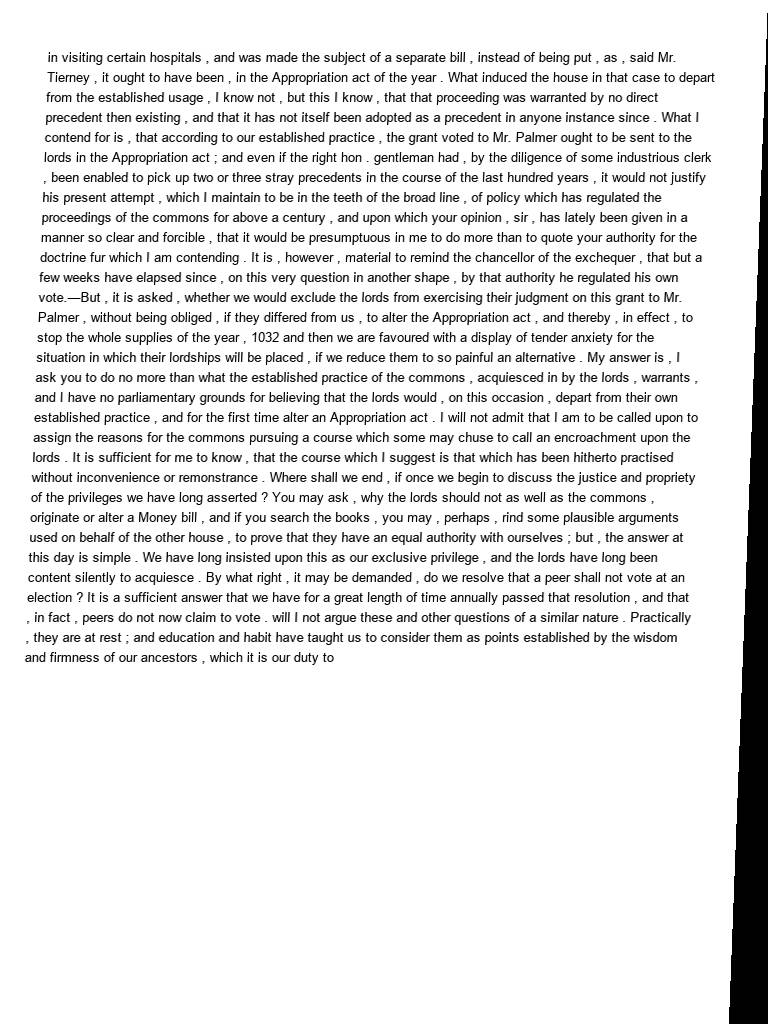 in visiting certain hospitals , and was made the subject of a separate bill , instead of being put , as , said Mr.
Tierney , it ought to have been , in the Appropriation act of the year . What induced the house in that case to depart
from the established usage , I know not , but this I know , that that proceeding was warranted by no direct
precedent then existing , and that it has not itself been adopted as a precedent in anyone instance since . What I
contend for is , that according to our established practice , the grant voted to Mr. Palmer ought to be sent to the
lords in the Appropriation act ; and even if the right hon . gentleman had , by the diligence of some industrious clerk
, been enabled to pick up two or three stray precedents in the course of the last hundred years , it would not justify
his present attempt , which I maintain to be in the teeth of the broad line , of policy which has regulated the
proceedings of the commons for above a century , and upon which your opinion , sir , has lately been given in a
manner so clear and forcible , that it would be presumptuous in me to do more than to quote your authority for the
doctrine fur which I am contending . It is , however , material to remind the chancellor of the exchequer , that but a
few weeks have elapsed since , on this very question in another shape , by that authority he regulated his own
vote.—But , it is asked , whether we would exclude the lords from exercising their judgment on this grant to Mr.
Palmer , without being obliged , if they differed from us , to alter the Appropriation act , and thereby , in effect , to
stop the whole supplies of the year , 1032 and then we are favoured with a display of tender anxiety for the
situation in which their lordships will be placed , if we reduce them to so painful an alternative . My answer is , I
ask you to do no more than what the established practice of the commons , acquiesced in by the lords , warrants ,
and I have no parliamentary grounds for believing that the lords would , on this occasion , depart from their own
established practice , and for the first time alter an Appropriation act . I will not admit that I am to be called upon to
assign the reasons for the commons pursuing a course which some may chuse to call an encroachment upon the
lords . It is sufficient for me to know , that the course which I suggest is that which has been hitherto practised
without inconvenience or remonstrance . Where shall we end , if once we begin to discuss the justice and propriety
of the privileges we have long asserted ? You may ask , why the lords should not as well as the commons ,
originate or alter a Money bill , and if you search the books , you may , perhaps , rind some plausible arguments
used on behalf of the other house , to prove that they have an equal authority with ourselves ; but , the answer at
this day is simple . We have long insisted upon this as our exclusive privilege , and the lords have long been
content silently to acquiesce . By what right , it may be demanded , do we resolve that a peer shall not vote at an
election ? It is a sufficient answer that we have for a great length of time annually passed that resolution , and that
, in fact , peers do not now claim to vote . will I not argue these and other questions of a similar nature . Practically
, they are at rest ; and education and habit have taught us to consider them as points established by the wisdom
and firmness of our ancestors , which it is our duty to